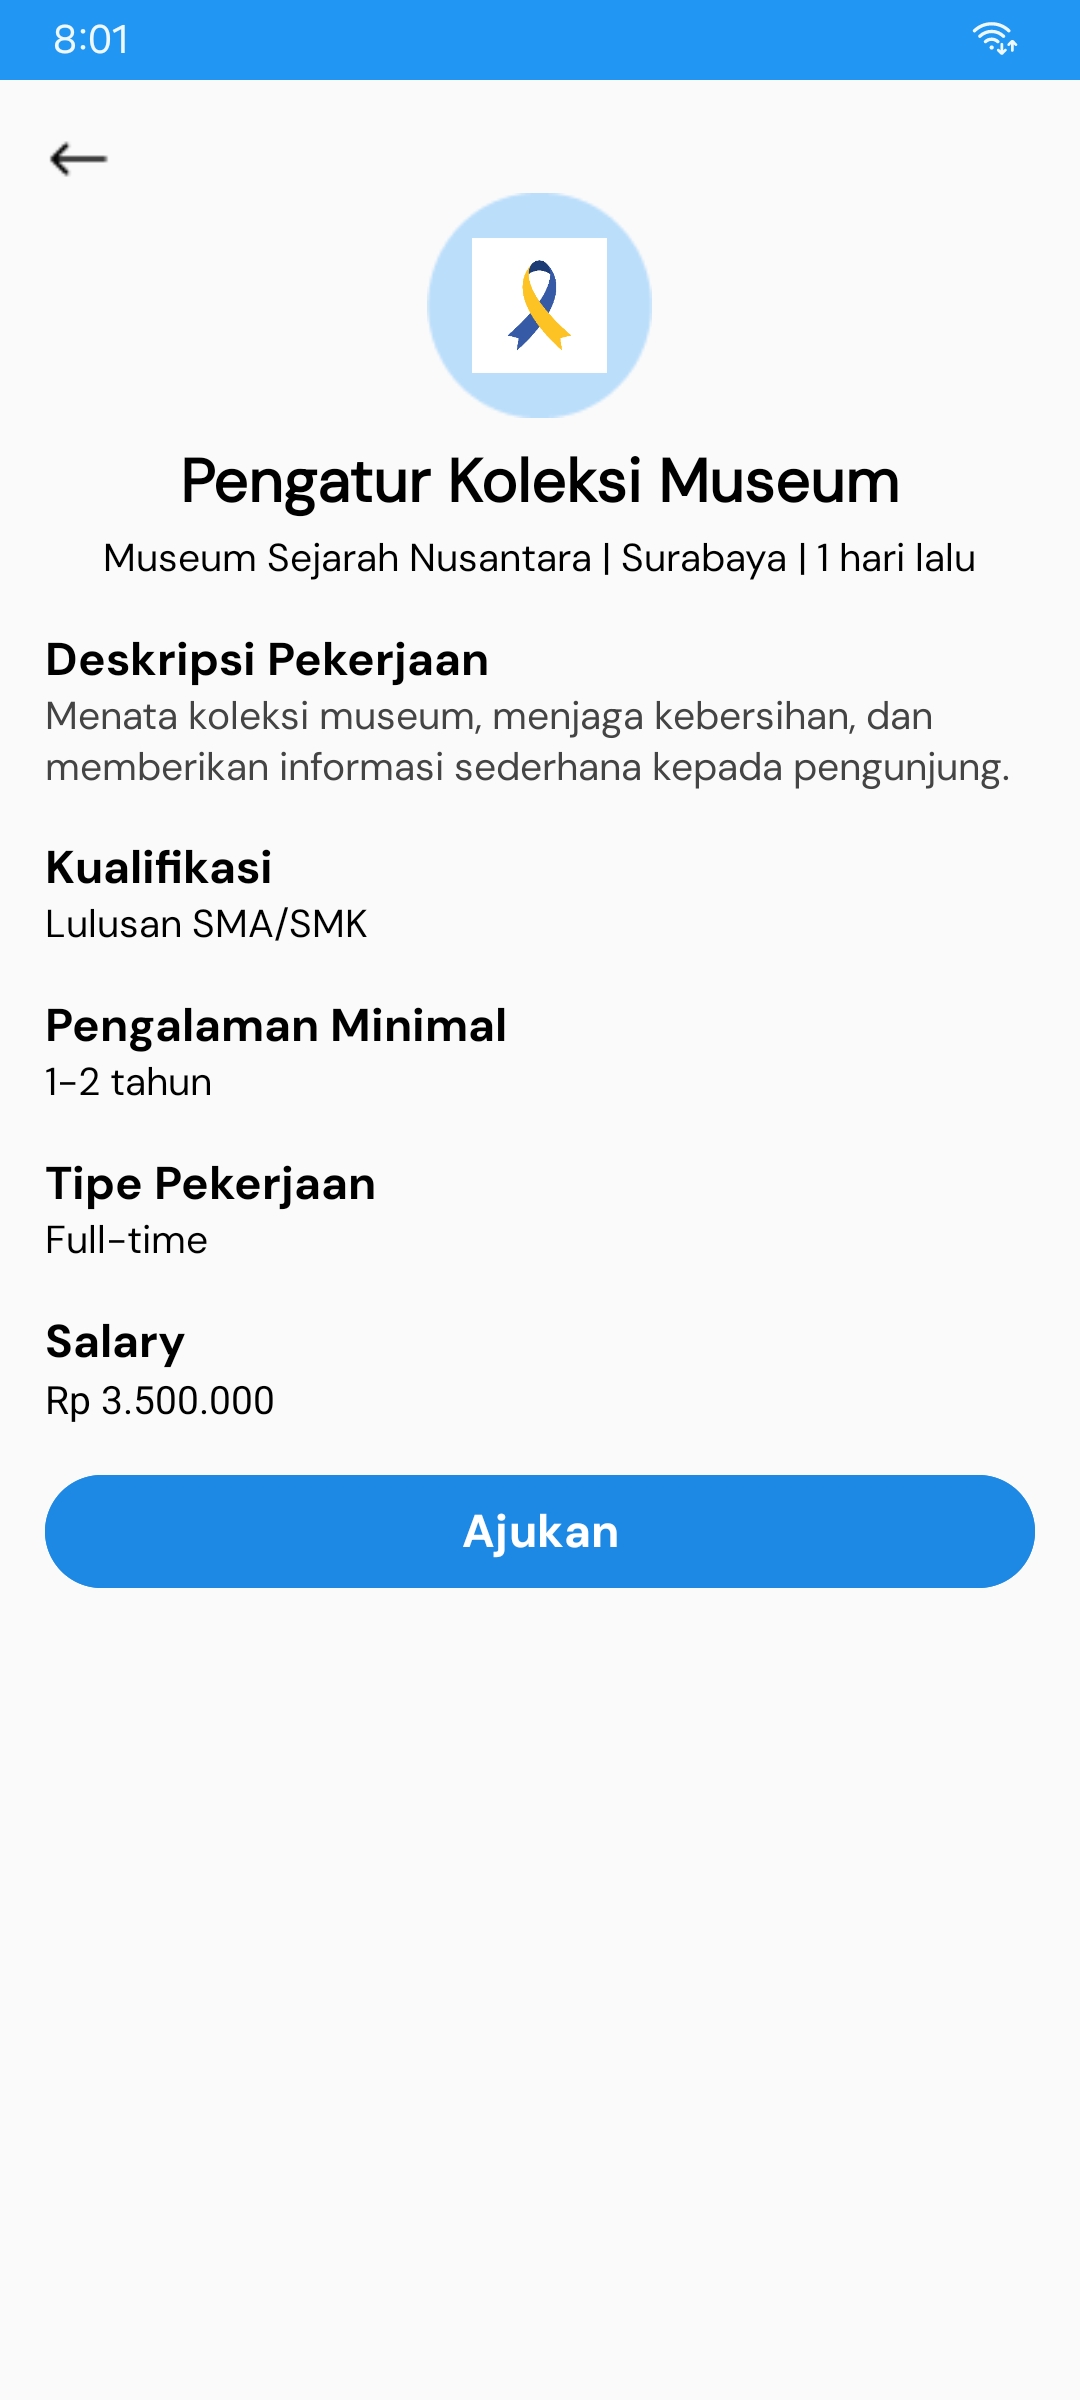 8:01
Pengatur Koleksi Museum
Museum Sejarah Nusantara | Surabaya | 1 hari lalu
Deskripsi Pekerjaan
Menata koleksi museum, menjaga kebersihan, dan
memberikan informasi sederhana kepada pengunjung.
Kualifikasi
Lulusan SMA/SMK
Pengalaman Minimal
1-2 tahun
Tipe Pekerjaan
Full-time
Salary
Rp 3.500.000
Ajukan